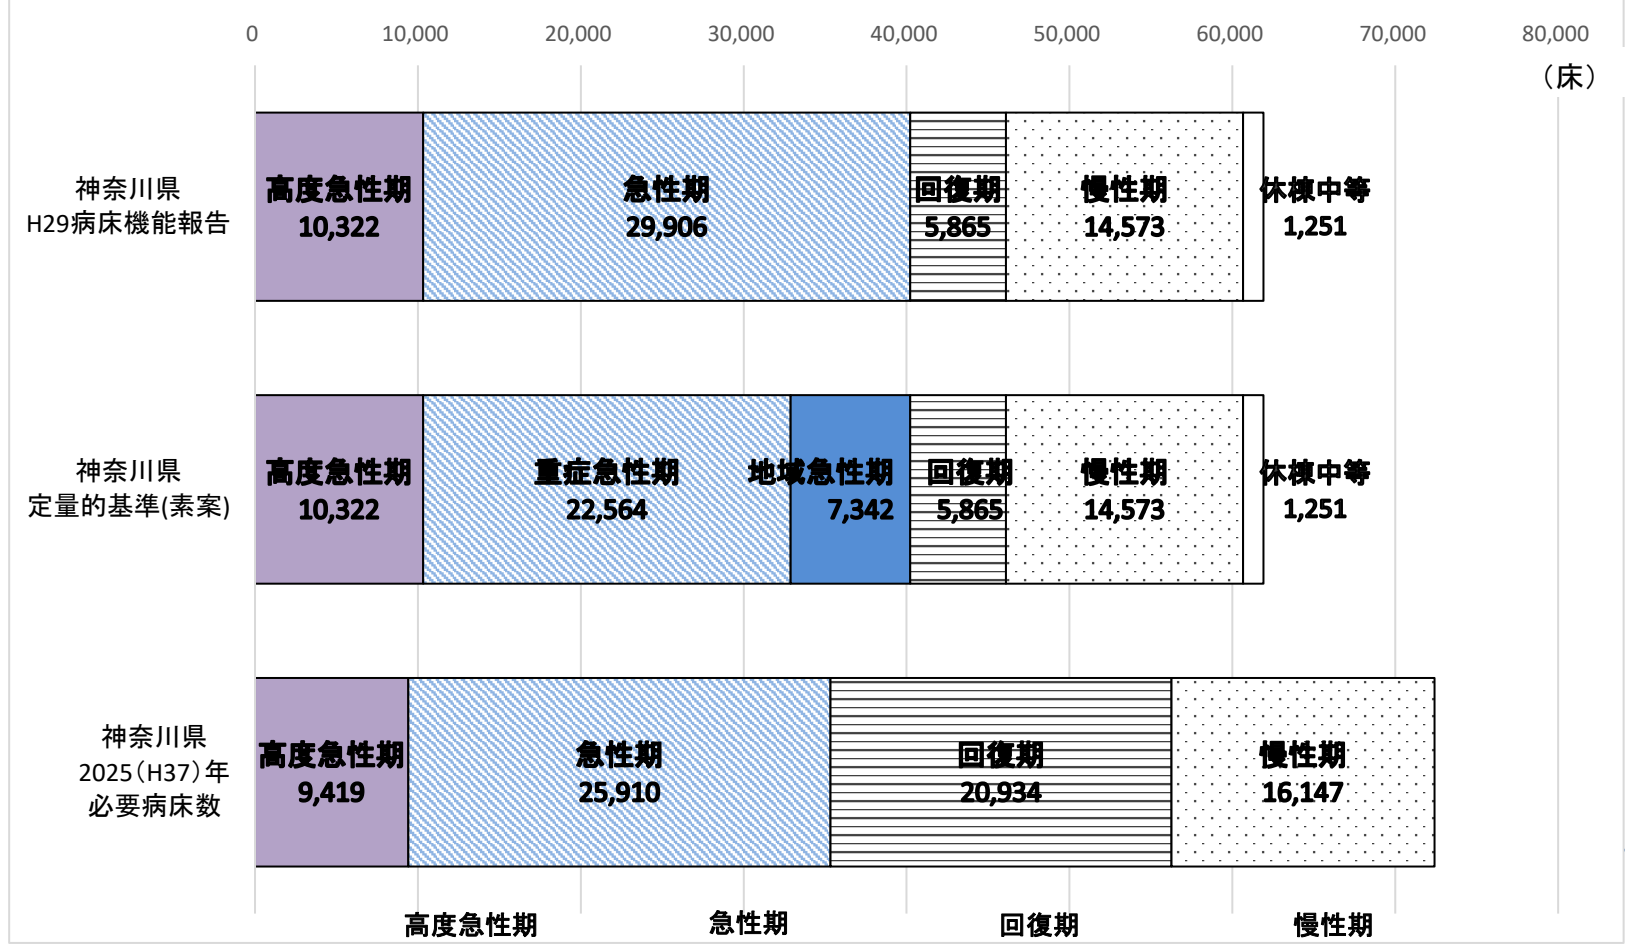 0 10,000 20,000 30,000 40,000 50,000 60,000 70,000 80,000
（床）
神奈川県
H29病床機能報告
高度急性期
10,322
急性期
29,906
回復期
5,865
慢性期
14,573
休棟中等
1,251
神奈川県
定量的基準(素案)
高度急性期
10,322
重症急性期
22,564
地域急性期
7,342
回復期
5,865
慢性期
14,573
休棟中等
1,251
神奈川県
2025（H37）年
必要病床数
高度急性期
9,419
急性期
25,910
回復期
20,934
慢性期
16,147
高度急性期 急性期 回復期 慢性期